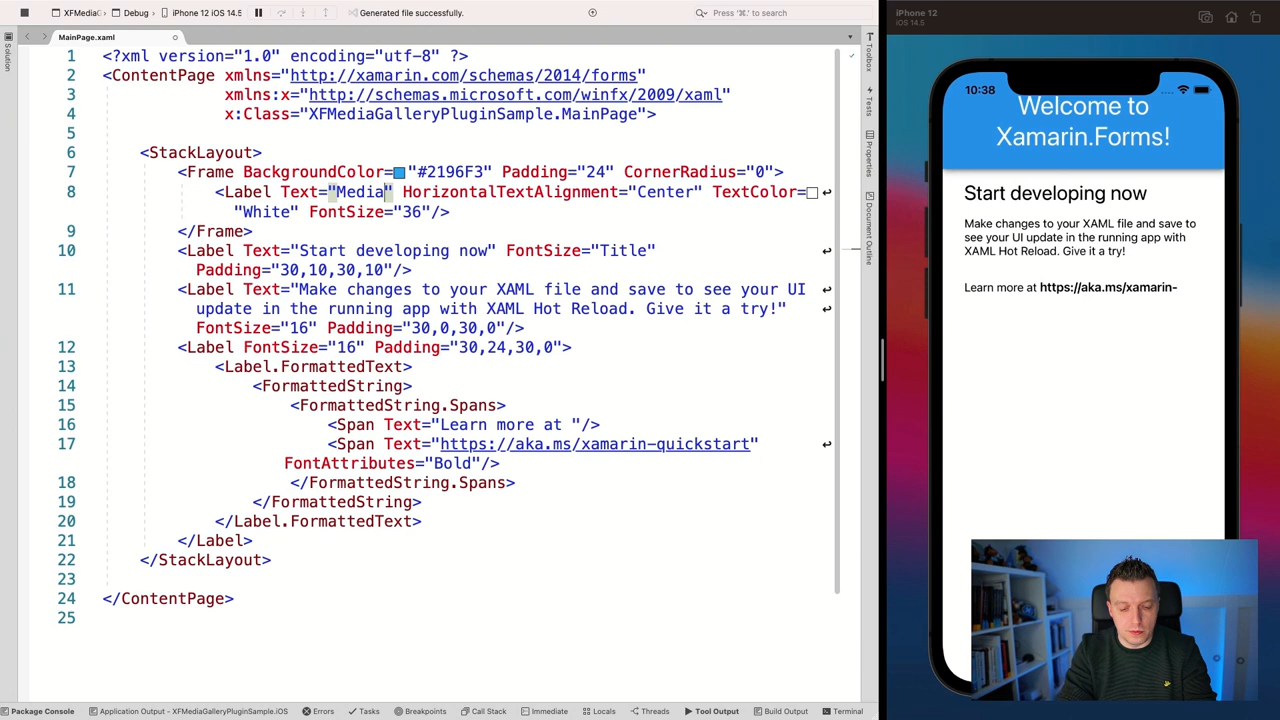 XFMediaG
Debug
iPhone 12 iOS 14.5
Generated file successfully.
Press '⌘.' to search
MainPage.xaml
Solution
1 <?xml version="1.0" encoding="utf-8" ?>
2 <ContentPage xmlns="http://xamarin.com/schemas/2014/forms"
3 xmlns:x="http://schemas.microsoft.com/winfx/2009/xaml"
4 x:Class="XFMediaGalleryPluginSample.MainPage">
5
6 <StackLayout>
7 <Frame BackgroundColor="#2196F3" Padding="24" CornerRadius="0">
8 <Label Text="Media" HorizontalTextAlignment="Center" TextColor=
"White" FontSize="36"/>
9 </Frame>
10 <Label Text="Start developing now" FontSize="Title"
Padding="30,10,30,10"/>
11 <Label Text="Make changes to your XAML file and save to see your UI
update in the running app with XAML Hot Reload. Give it a try!"
FontSize="16" Padding="30,0,30,0"/>
12 <Label FontSize="16" Padding="30,24,30,0">
13 <Label.FormattedText>
14 <FormattedString>
15 <FormattedString.Spans>
16 <Span Text="Learn more at "/>
17 <Span Text="https://aka.ms/xamarin-quickstart"
FontAttributes="Bold"/>
18 </FormattedString.Spans>
19 </FormattedString>
20 </Label.FormattedText>
21 </Label>
22 </StackLayout>
23
24 </ContentPage>
25
Toolbox
Tests
Properties
Document Outline
Package Console
Application Output - XFMediaGalleryPluginSample.iOS
Errors
Tasks
Breakpoints
Call Stack
Immediate
Locals
Threads
Tool Output
Build Output
Terminal
iPhone 12
iOS 14.5
10:38
Welcome to
Xamarin.Forms!
Start developing now
Make changes to your XAML file and save to
see your UI update in the running app with
XAML Hot Reload. Give it a try!
Learn more at https://aka.ms/xamarin-